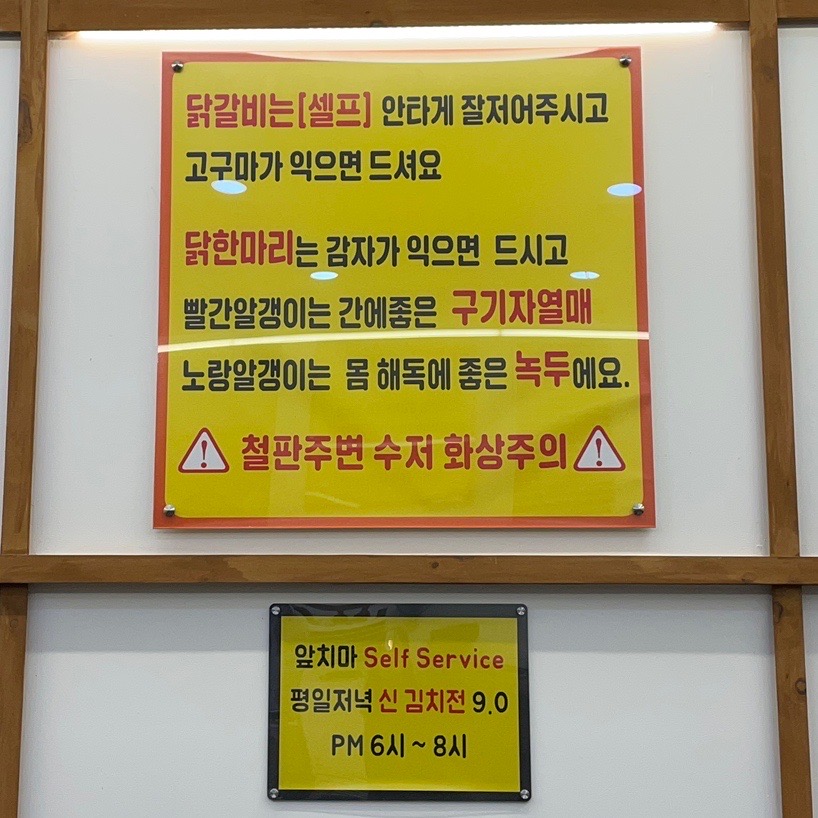 닭갈비는[셀프] 안타게 잘저어주시고
고구마가 익으면 드셔요
닭한마리는 감자가 익으면 드시고
빨간알갱이는 간에좋은 구기자열매
노랑알갱이는 몸 해독에 좋은 녹두에요.
철판주변 수저 화상주의
앞치마 Self Service
평일저녁 신 김치전 9.0
PM 6시 ~ 8시